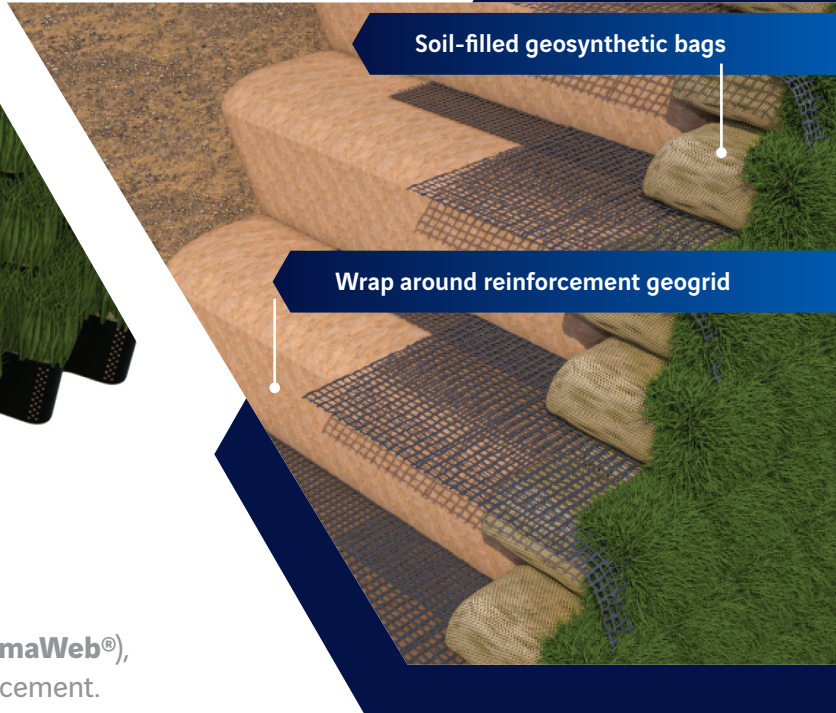 Soil-filled geosynthetic bags
Wrap around reinforcement geogrid
maWeb®),
cement.